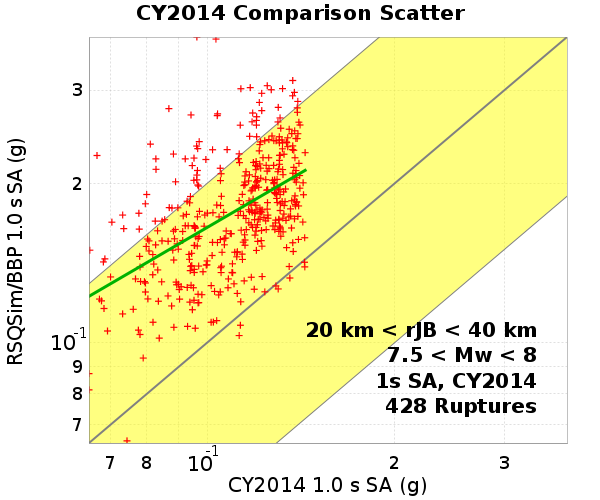 CY2014 Comparison Scatter
RSQSim/BBP 1.0 s SA (g)
3
2
10-1
9
8
7
20 km < rJB < 40 km
7.5 < Mw < 8
1s SA, CY2014
428 Ruptures
7 8 10-1 2 3
CY2014 1.0 s SA (g)